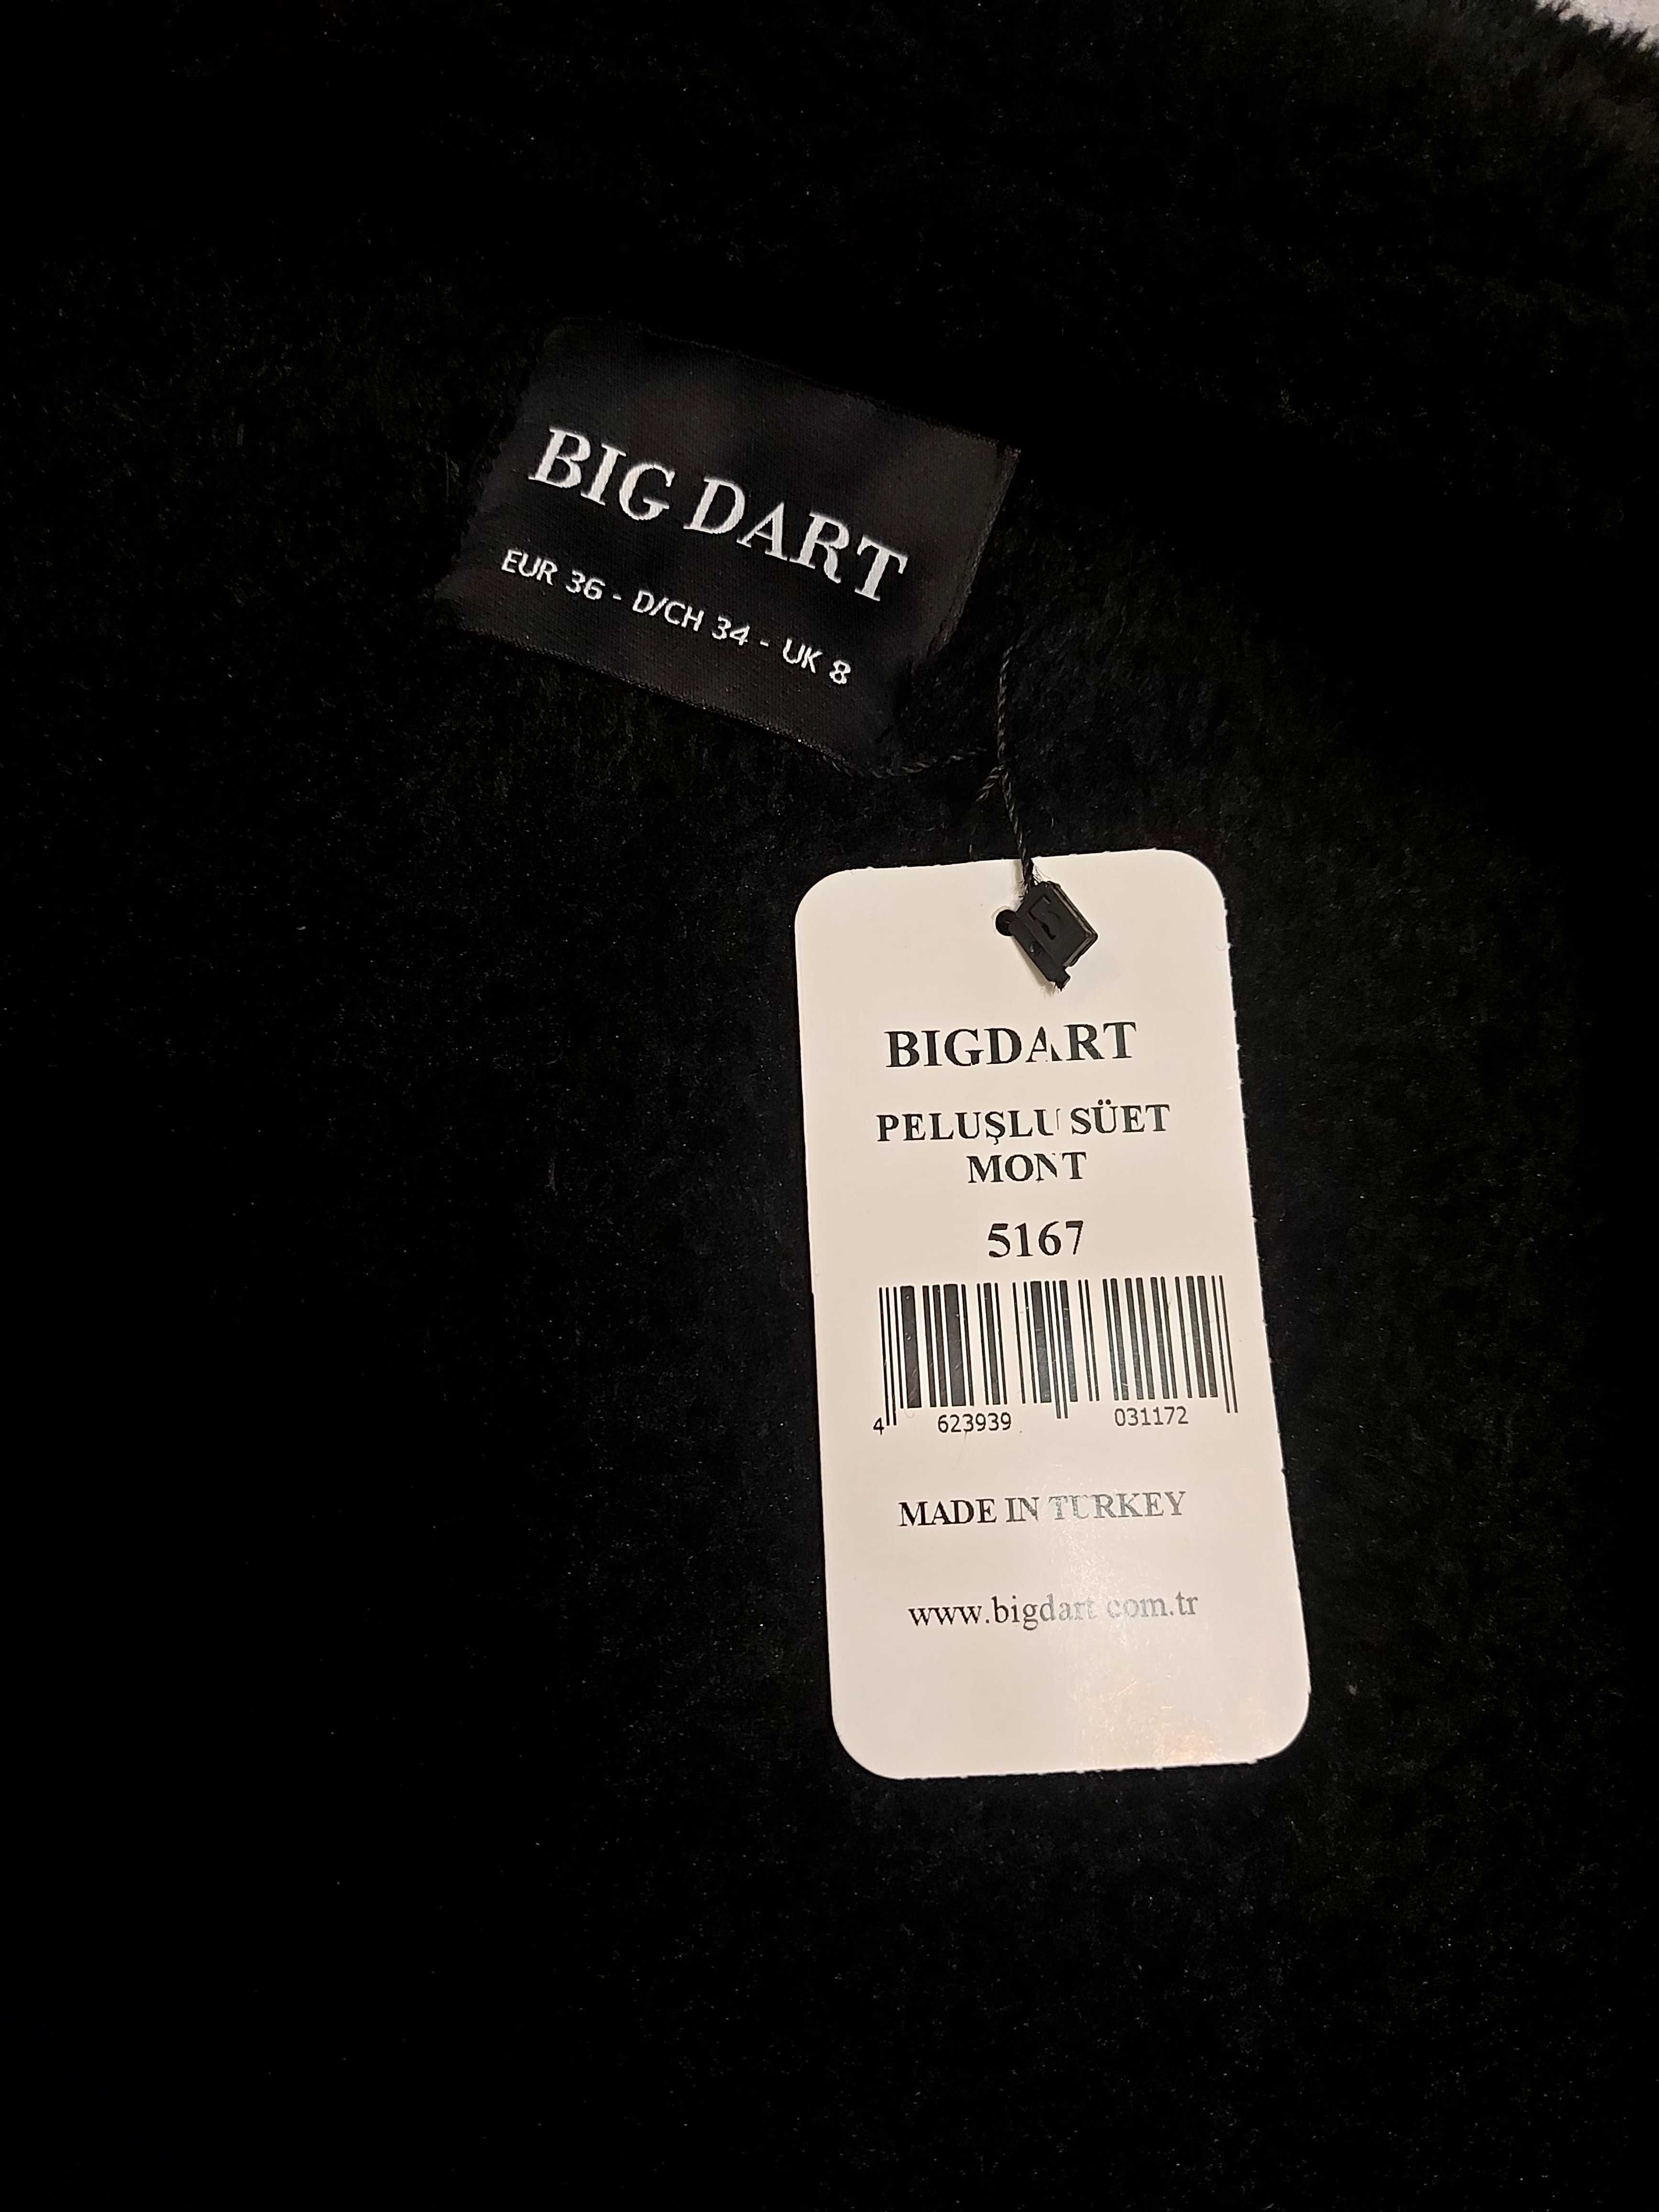 BIG DART
EUR 36 - D/CH 34 - UK 8
BIGDART
PELUŞLU SÜET
MONT
5167
4 623939 031172
MADE IN TURKEY
www.bigdart.com.tr